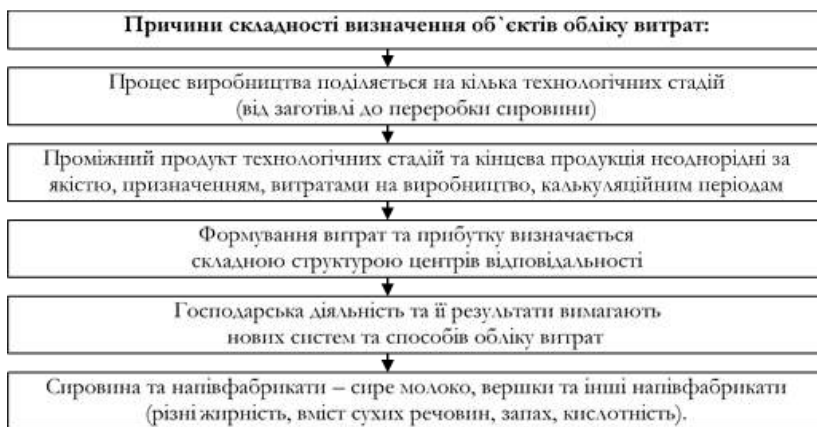 Причини складності визначення об`єктів обліку витрат:
Процес виробництва поділяється на кілька технологічних стадій
(від заготівлі до переробки сировини)
Проміжний продукт технологічних стадій та кінцева продукція неоднорідні за
якістю, призначенням, витратами на виробництво, калькуляційним періодам
Формування витрат та прибутку визначається
складною структурою центрів відповідальності
Господарська діяльність та її результати вимагають
нових систем та способів обліку витрат
Сировина та напівфабрикати – сире молоко, вершки та інші напівфабрикати
(різні жирність, вміст сухих речовин, запах, кислотність).